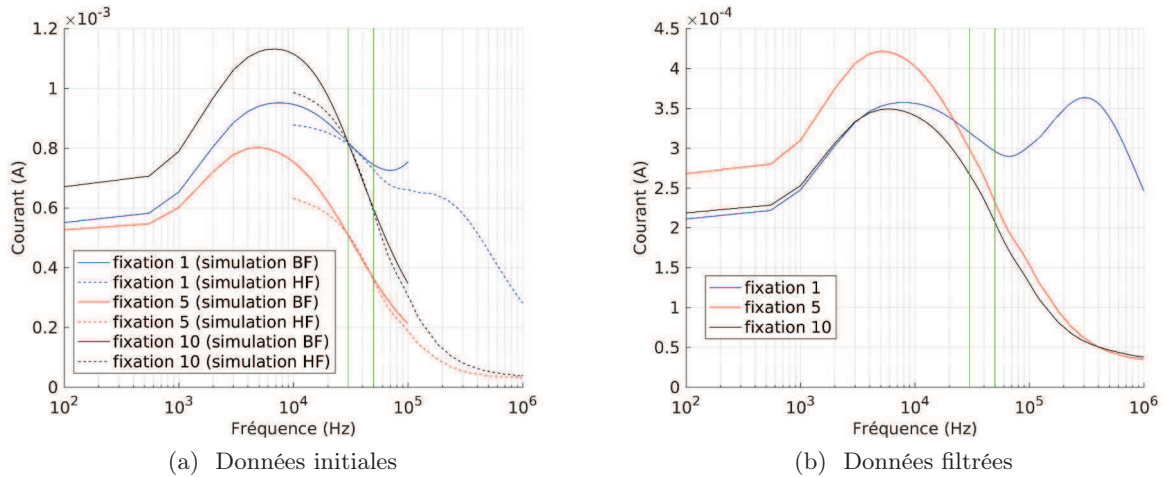 ×10⁻³
1.2
1
0.8
0.6
0.4
0.2
0
Courant (A)
fixation 1 (simulation BF)
fixation 1 (simulation HF)
fixation 5 (simulation BF)
fixation 5 (simulation HF)
fixation 10 (simulation BF)
fixation 10 (simulation HF)
10² 10³ 10⁴ 10⁵ 10⁶
Fréquence (Hz)
(a) Données initiales
×10⁻⁴
4.5
4
3.5
3
2.5
2
1.5
1
0.5
0
Courant (A)
fixation 1
fixation 5
fixation 10
10² 10³ 10⁴ 10⁵ 10⁶
Fréquence (Hz)
(b) Données filtrées